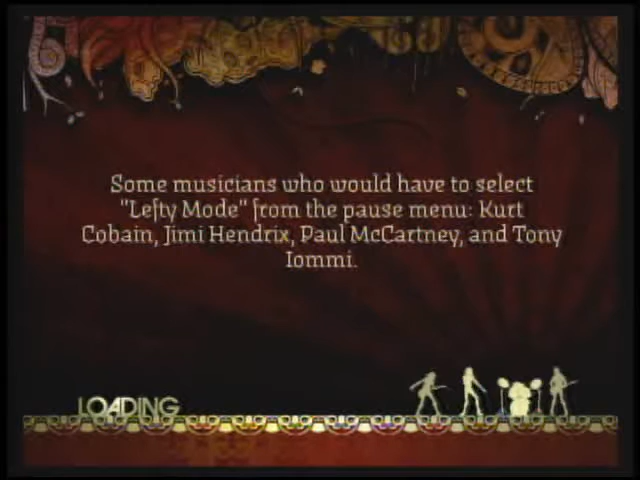 Some musicians who would have to select
"Lefty Mode" from the pause menu: Kurt
Cobain, Jimi Hendrix, Paul McCartney, and Tony
Iommi.
LOADING